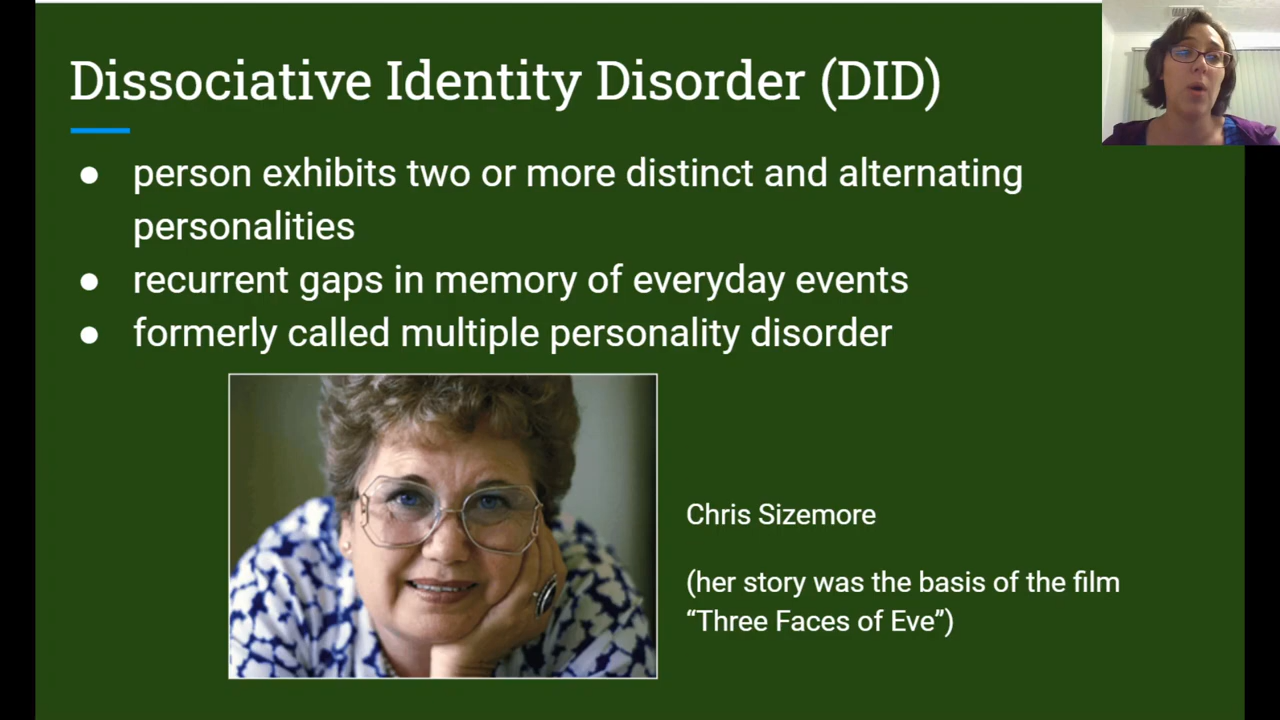 Dissociative Identity Disorder (DID)
● person exhibits two or more distinct and alternating
personalities
● recurrent gaps in memory of everyday events
● formerly called multiple personality disorder
Chris Sizemore
(her story was the basis of the film
“Three Faces of Eve”)